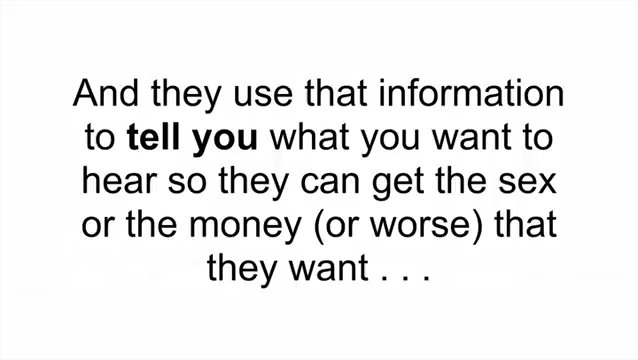 And they use that information
to tell you what you want to
hear so they can get the sex
or the money (or worse) that
they want . . .